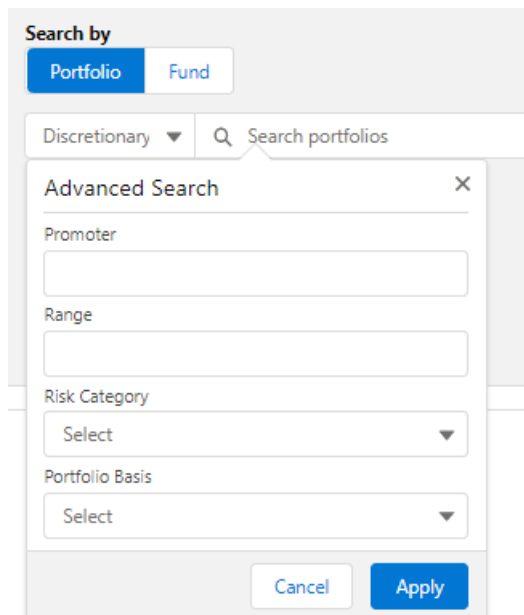 Search by
Portfolio Fund
Discretionary Search portfolios
Advanced Search
Promoter
Range
Risk Category
Select
Portfolio Basis
Select
Cancel Apply